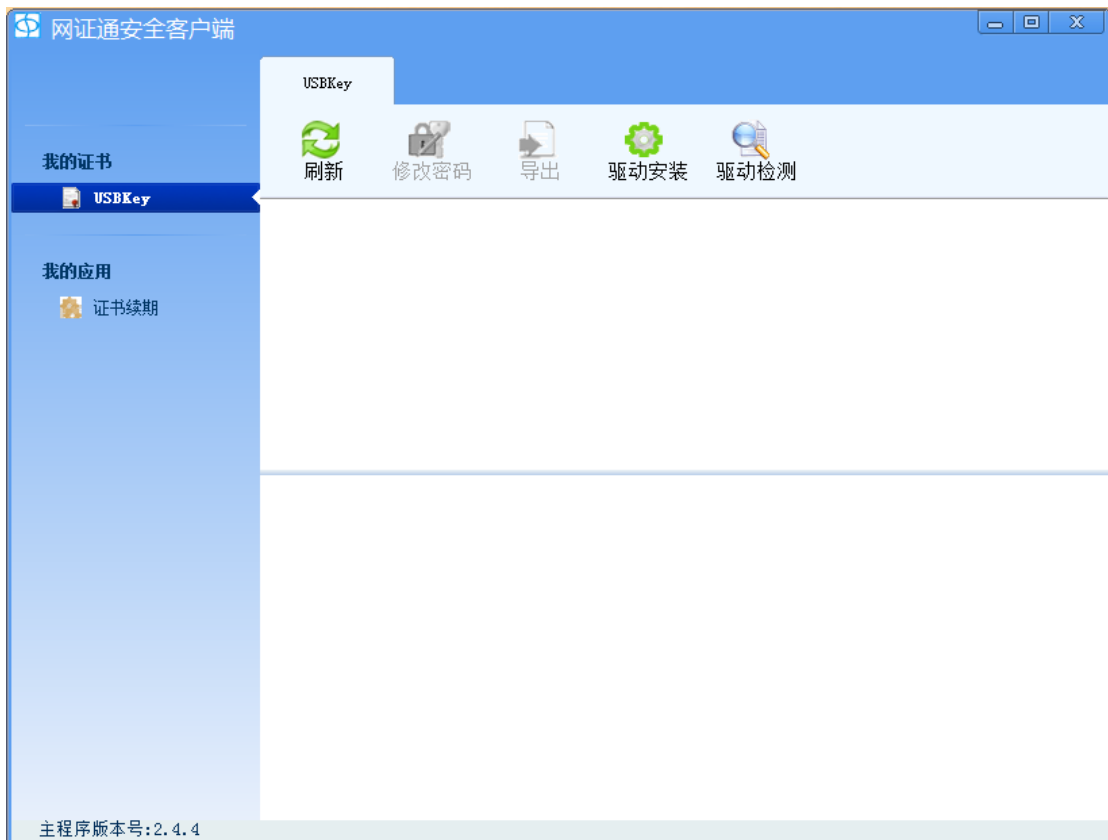 网证通安全客户端
USBKey
刷新 修改密码 导出 驱动安装 驱动检测
我的证书
USBKey
我的应用
证书续期
主程序版本号:2.4.4